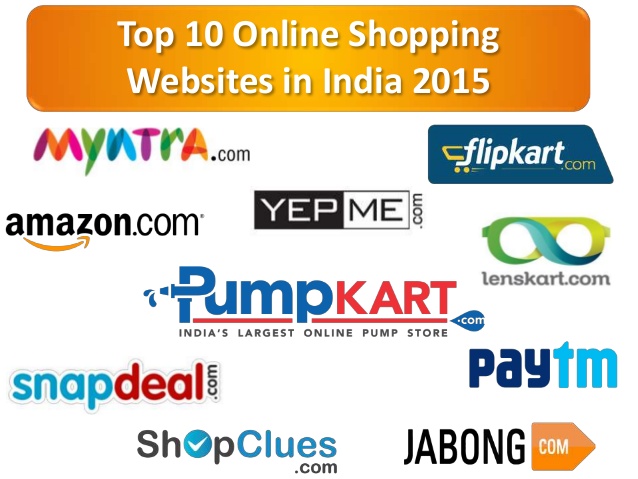 Top 10 Online Shopping
Websites in India 2015
myntra.com
flipkart.com
YEPME.com
amazon.com®
lenskart.com
PumpKART.com
INDIA'S LARGEST ONLINE PUMP STORE
paytm
snapdeal.com
ShopClues.com
JABONG COM